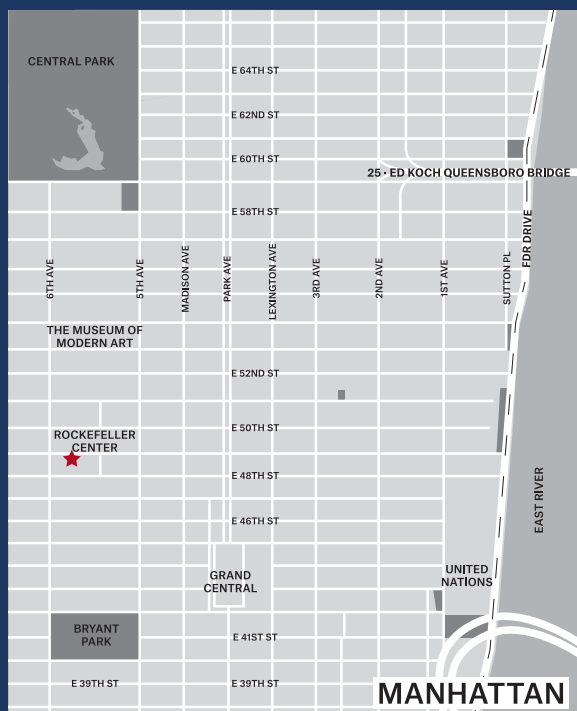 CENTRAL PARK
E 64TH ST
E 62ND ST
E 60TH ST
25 · ED KOCH QUEENSBORO BRIDGE
E 58TH ST
6TH AVE
5TH AVE
MADISON AVE
PARK AVE
LEXINGTON AVE
3RD AVE
2ND AVE
1ST AVE
SUTTON PL
FDR DRIVE
THE MUSEUM OF
MODERN ART
E 52ND ST
E 50TH ST
ROCKEFELLER
CENTER
E 48TH ST
EAST RIVER
E 46TH ST
GRAND
CENTRAL
UNITED
NATIONS
BRYANT
PARK
E 41ST ST
E 39TH ST
E 39TH ST
MANHATTAN